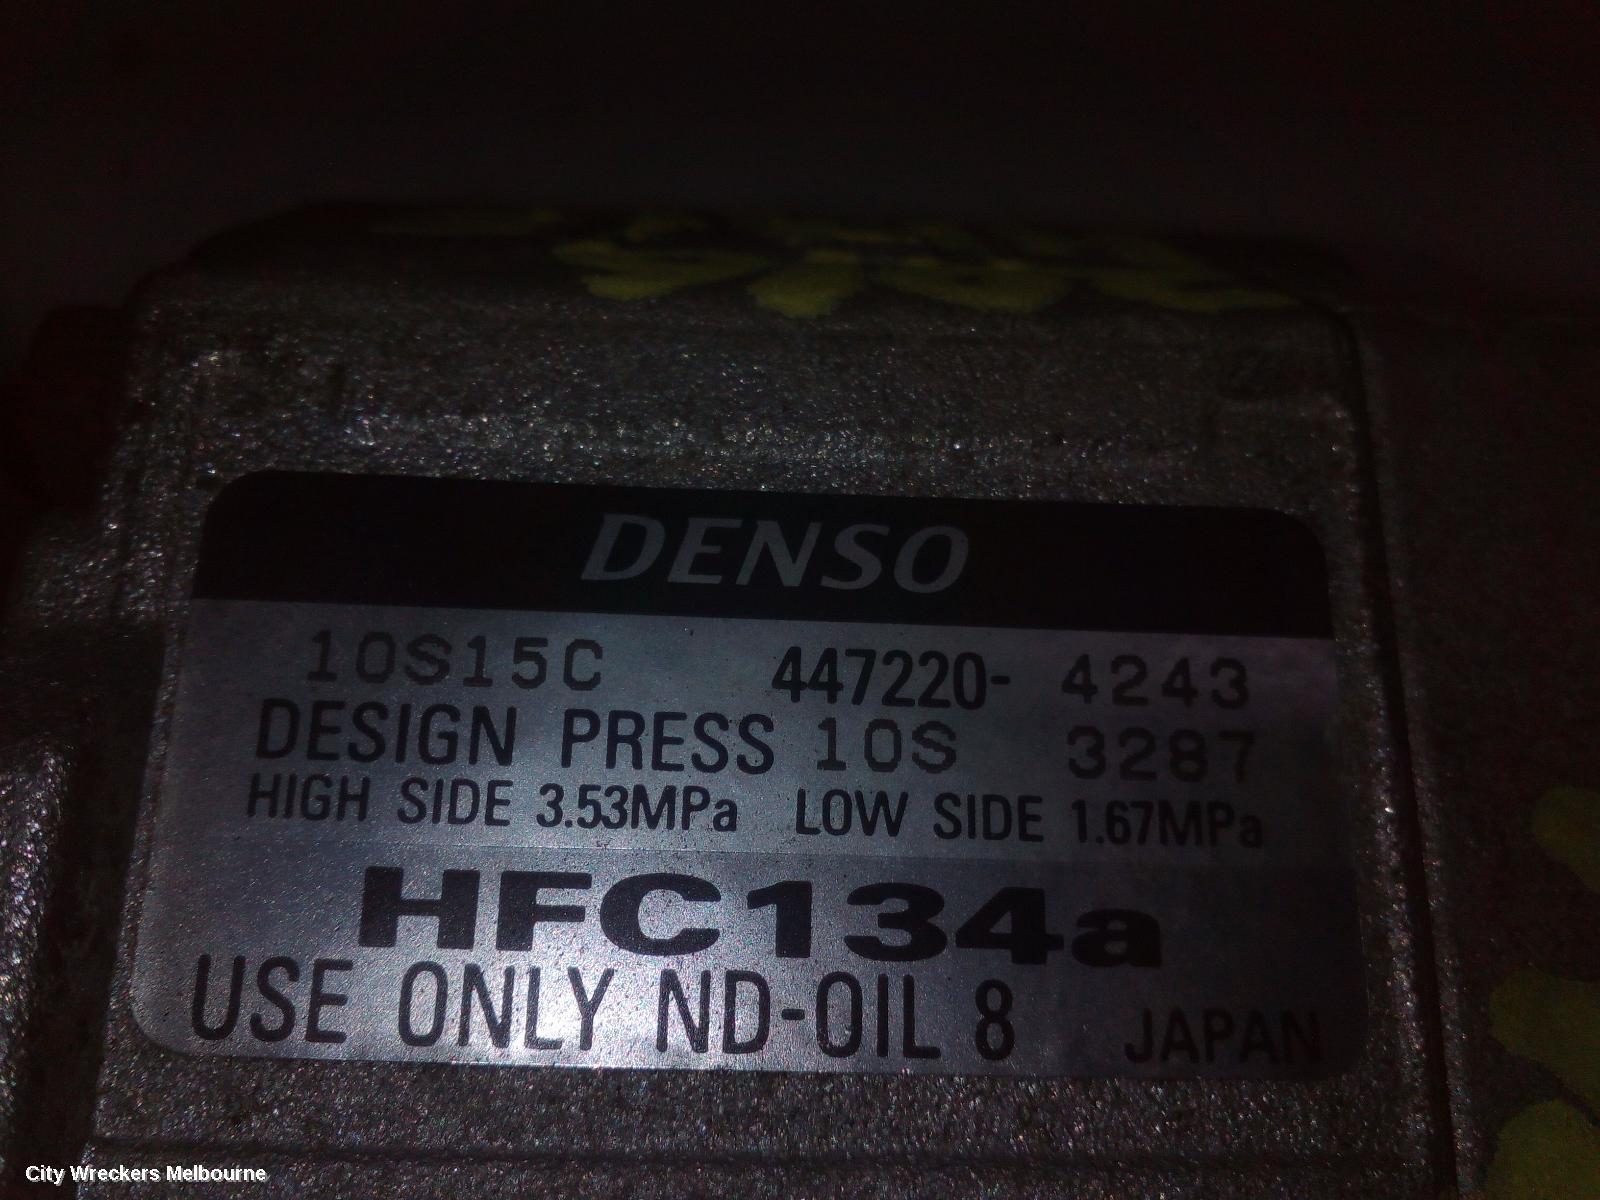 DENSO
10S15C 447220- 4243
DESIGN PRESS 10S 3287
HIGH SIDE 3.53MPa LOW SIDE 1.67MPa
HFC134a
USE ONLY ND-OIL 8 JAPAN
City Wreckers Melbourne